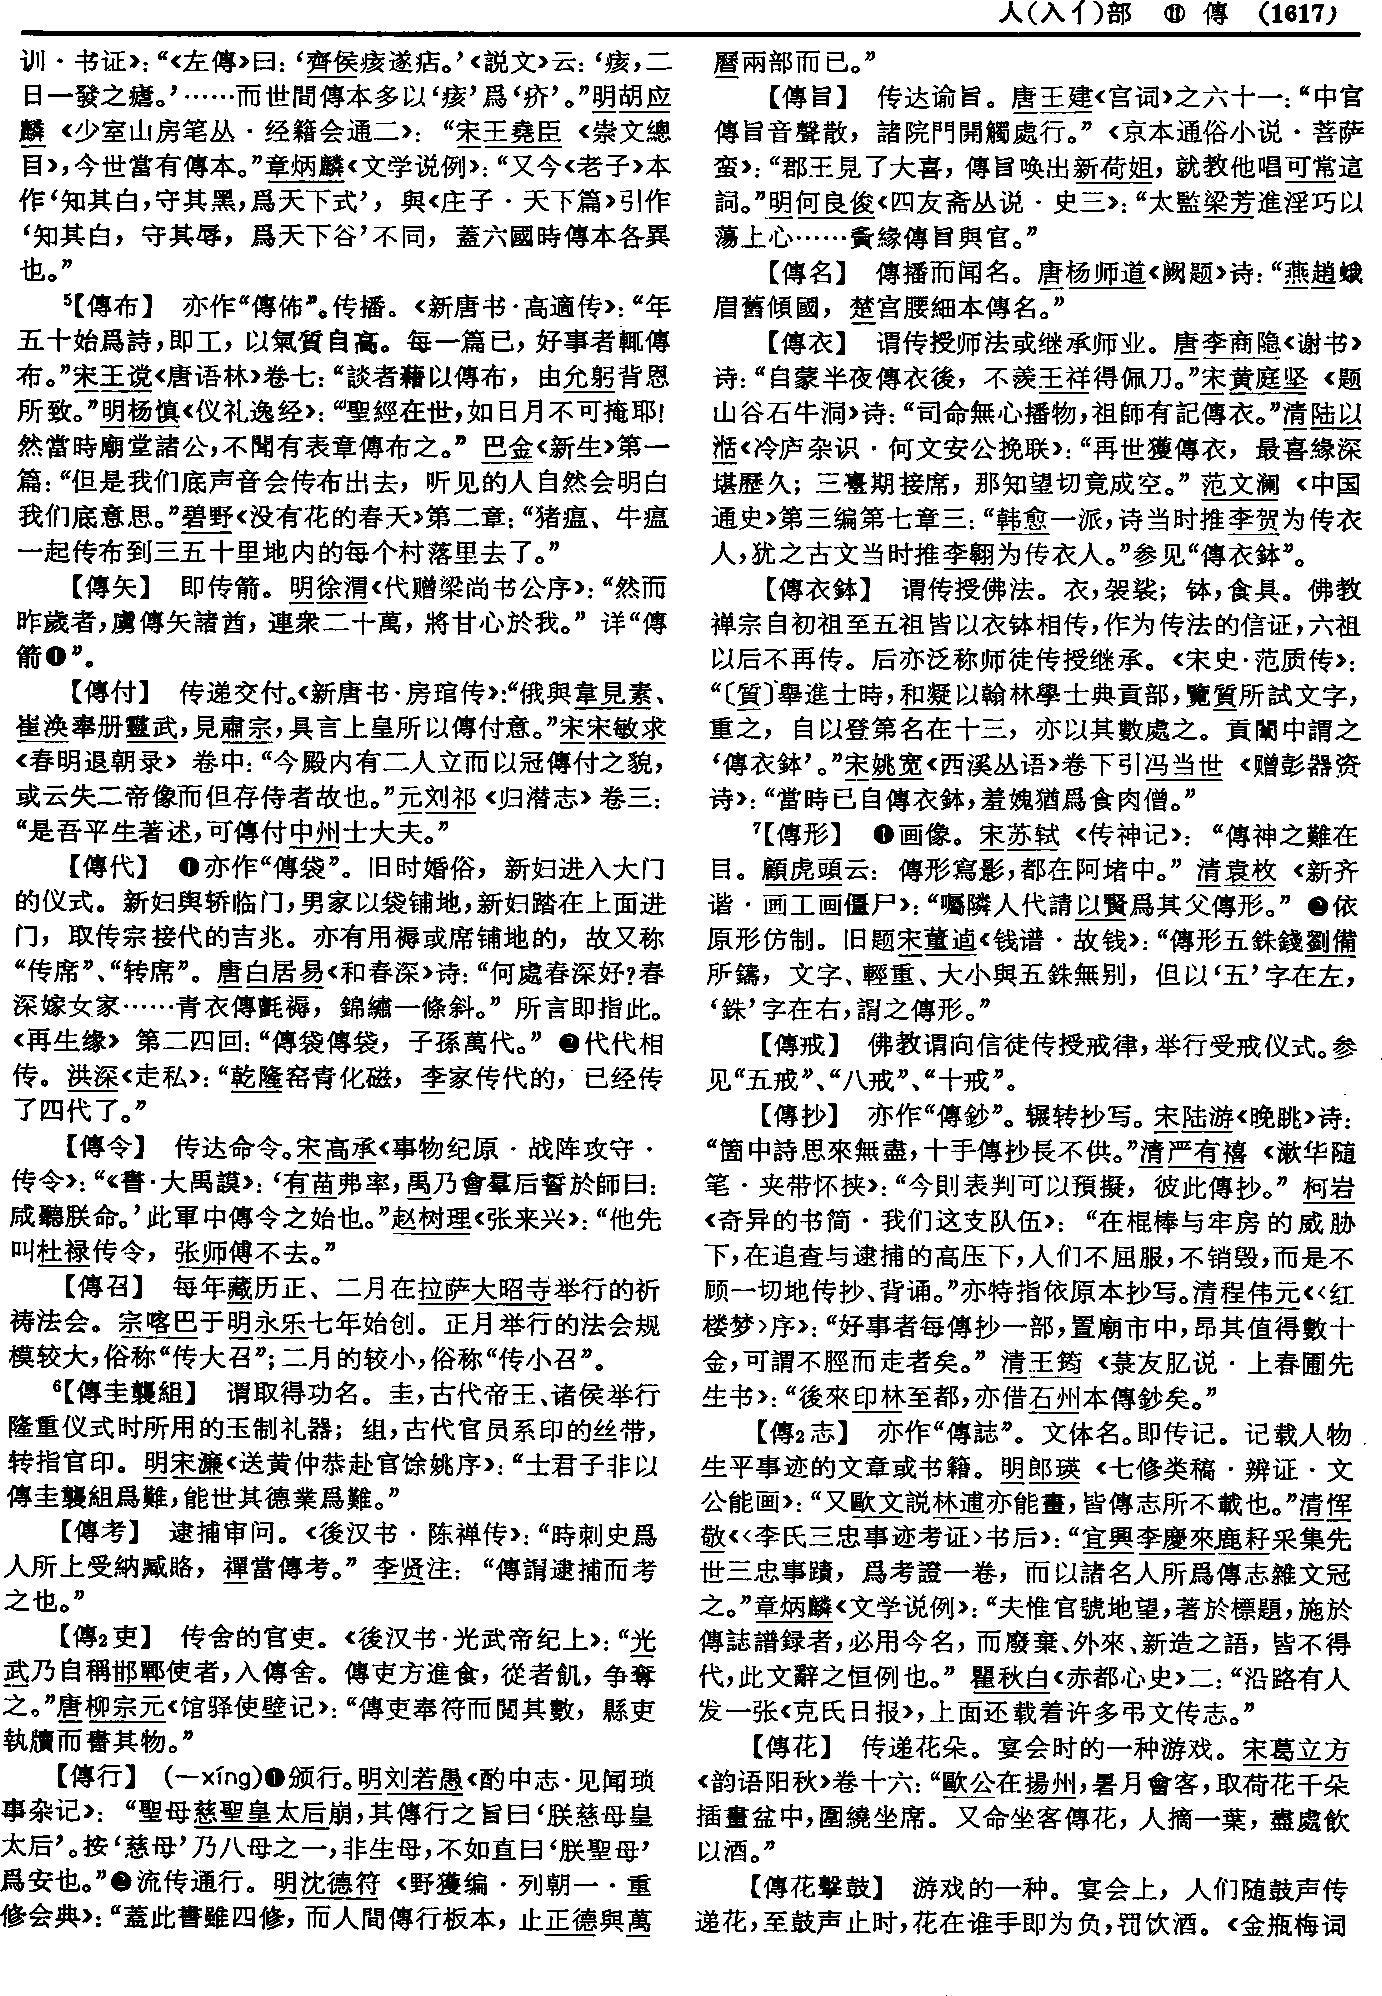 人(入亻)部 ⑪ 傳 (1617)
训·书证》：“《左傳》曰：‘齊侯痎遂痁。’《説文》云：‘痎，二
日一發之瘧。’……而世間傳本多以‘痎’爲‘疥’。”明胡应
麟《少室山房笔丛·经籍会通二》：“宋王堯臣《崇文總
目》，今世當有傳本。”章炳麟《文学说例》：“又今《老子》本
作‘知其白，守其黑，爲天下式’，與《庄子·天下篇》引作
‘知其白，守其辱，爲天下谷’不同，蓋六國時傳本各異
也。”
⁵【傳布】 亦作“傳佈”。传播。《新唐书·高適传》：“年
五十始爲詩，即工，以氣質自高。每一篇已，好事者輒傳
布。”宋王谠《唐语林》卷七：“談者藉以傳布，由允躬背恩
所致。”明杨慎《仪礼逸经》：“聖經在世，如日月不可掩耶！
然當時廟堂諸公，不聞有表章傳布之。” 巴金《新生》第一
篇：“但是我们底声音会传布出去，听见的人自然会明白
我们底意思。”碧野《没有花的春天》第二章：“猪瘟、牛瘟
一起传布到三五十里地内的每个村落里去了。”
【傳矢】 即传箭。明徐渭《代赠梁尚书公序》：“然而
昨歲者，虜傳矢諸酋，連衆二十萬，將甘心於我。” 详“傳
箭❶”。
【傳付】 传递交付。《新唐书·房琯传》：“俄與韋見素、
崔渙奉册靈武，見肅宗，具言上皇所以傳付意。”宋宋敏求
《春明退朝录》卷中：“今殿内有二人立而以冠傳付之貌，
或云失二帝像而但存侍者故也。”元刘祁《归潜志》卷三：
“是吾平生著述，可傳付中州士大夫。”
【傳代】 ❶亦作“傳袋”。旧时婚俗，新妇进入大门
的仪式。新妇舆轿临门，男家以袋铺地，新妇踏在上面进
门，取传宗接代的吉兆。亦有用褥或席铺地的，故又称
“传席”、“转席”。唐白居易《和春深》诗：“何處春深好？春
深嫁女家……青衣傳氈褥，錦繡一條斜。” 所言即指此。
《再生缘》第二四回：“傳袋傳袋，子孫萬代。” ❷代代相
传。洪深《走私》：“乾隆窑青化磁，李家传代的，已经传
了四代了。”
【傳令】 传达命令。宋高承《事物纪原·战阵攻守·
传令》：“《書·大禹謨》：‘有苗弗率，禹乃會羣后誓於師曰：
咸聽朕命。’此軍中傳令之始也。”赵树理《张来兴》：“他先
叫杜禄传令，张师傅不去。”
【傳召】 每年藏历正、二月在拉萨大昭寺举行的祈
祷法会。宗喀巴于明永乐七年始创。正月举行的法会规
模较大，俗称“传大召”；二月的较小，俗称“传小召”。
⁶【傳圭襲組】 谓取得功名。圭，古代帝王、诸侯举行
隆重仪式时所用的玉制礼器；组，古代官员系印的丝带，
转指官印。明宋濂《送黄仲恭赴官馀姚序》：“士君子非以
傳圭襲組爲難，能世其德業爲難。”
【傳考】 逮捕审问。《後汉书·陈禅传》：“時刺史爲
人所上受納臧賂，禪當傳考。” 李贤注：“傳謂逮捕而考
之也。”
【傳₂吏】 传舍的官吏。《後汉书·光武帝纪上》：“光
武乃自稱邯鄲使者，入傳舍。傳吏方進食，從者飢，争奪
之。”唐柳宗元《馆驿使壁记》：“傳吏奉符而閲其數，縣吏
執牘而書其物。”
【傳行】 (一xíng)❶颁行。明刘若愚《酌中志·见闻琐
事杂记》：“聖母慈聖皇太后崩，其傳行之旨曰‘朕慈母皇
太后’。按‘慈母’乃八母之一，非生母，不如直曰‘朕聖母’
爲安也。”❷流传通行。明沈德符《野獲编·列朝一·重
修会典》：“蓋此書雖四修，而人間傳行板本，止正德與萬
曆兩部而已。”
【傳旨】 传达谕旨。唐王建《宫词》之六十一：“中官
傳旨音聲散，諸院門開觸處行。”《京本通俗小说·菩萨
蛮》：“郡王見了大喜，傳旨唤出新荷姐，就教他唱可常這
詞。”明何良俊《四友斋丛说·史三》：“太監梁芳進淫巧以
蕩上心……夤緣傳旨與官。”
【傳名】 傳播而闻名。唐杨师道《阙题》诗：“燕趙蛾
眉舊傾國，楚宫腰細本傳名。”
【傳衣】 谓传授师法或继承师业。唐李商隐《谢书》
诗：“自蒙半夜傳衣後，不羡王祥得佩刀。”宋黄庭坚《题
山谷石牛洞》诗：“司命無心播物，祖師有記傳衣。”清陆以
湉《冷庐杂识·何文安公挽联》：“再世獲傳衣，最喜緣深
堪歷久；三臺期接席，那知望切竟成空。” 范文澜《中国
通史》第三编第七章三：“韩愈一派，诗当时推李贺为传衣
人，犹之古文当时推李翱为传衣人。”参见“傳衣鉢”。
【傳衣鉢】 谓传授佛法。衣，袈裟；钵，食具。佛教
禅宗自初祖至五祖皆以衣钵相传，作为传法的信证，六祖
以后不再传。后亦泛称师徒传授继承。《宋史·范质传》：
“〔質〕舉進士時，和凝以翰林學士典貢部，覽質所試文字，
重之，自以登第名在十三，亦以其數處之。貢闈中謂之
‘傳衣鉢’。”宋姚宽《西溪丛语》卷下引冯当世《赠彭器资
诗》：“當時已自傳衣鉢，羞媿猶爲食肉僧。”
⁷【傳形】 ❶画像。宋苏轼《传神记》：“傳神之難在
目。顧虎頭云：傳形寫影，都在阿堵中。” 清袁枚《新齐
谐·画工画僵尸》：“囑隣人代請以賢爲其父傳形。” ❷依
原形仿制。旧题宋董逌《钱谱·故钱》：“傳形五銖錢劉備
所鑄，文字、輕重、大小與五銖無别，但以‘五’字在左，
‘銖’字在右，謂之傳形。”
【傳戒】 佛教谓向信徒传授戒律，举行受戒仪式。参
见“五戒”、“八戒”、“十戒”。
【傳抄】 亦作“傳鈔”。辗转抄写。宋陆游《晚眺》诗：
“箇中詩思來無盡，十手傳抄長不供。”清严有禧《漱华随
笔·夹带怀挟》：“今則表判可以預擬，彼此傳抄。” 柯岩
《奇异的书简·我们这支队伍》：“在棍棒与牢房的威胁
下，在追查与逮捕的高压下，人们不屈服，不销毁，而是不
顾一切地传抄、背诵。”亦特指依原本抄写。清程伟元《〈红
楼梦〉序》：“好事者每傳抄一部，置廟市中，昂其值得數十
金，可謂不脛而走者矣。” 清王筠《菉友肊说·上春圃先
生书》：“後來印林至都，亦借石州本傳鈔矣。”
【傳₂志】 亦作“傳誌”。文体名。即传记。记载人物
生平事迹的文章或书籍。明郎瑛《七修类稿·辨证·文
公能画》：“又歐文説林逋亦能畫，皆傳志所不載也。”清恽
敬《〈李氏三忠事迹考证〉书后》：“宜興李慶來鹿籽采集先
世三忠事蹟，爲考證一卷，而以諸名人所爲傳志雜文冠
之。”章炳麟《文学说例》：“夫惟官號地望，著於標題，施於
傳誌譜録者，必用今名，而廢棄、外來、新造之語，皆不得
代，此文辭之恒例也。” 瞿秋白《赤都心史》二：“沿路有人
发一张《克氏日报》，上面还载着许多弔文传志。”
【傳花】 传递花朵。宴会时的一种游戏。宋葛立方
《韵语阳秋》卷十六：“歐公在揚州，暑月會客，取荷花千朵
插畫盆中，圍繞坐席。又命坐客傳花，人摘一葉，盡處飲
以酒。”
【傳花擊鼓】 游戏的一种。宴会上，人们随鼓声传
递花，至鼓声止时，花在谁手即为负，罚饮酒。《金瓶梅词